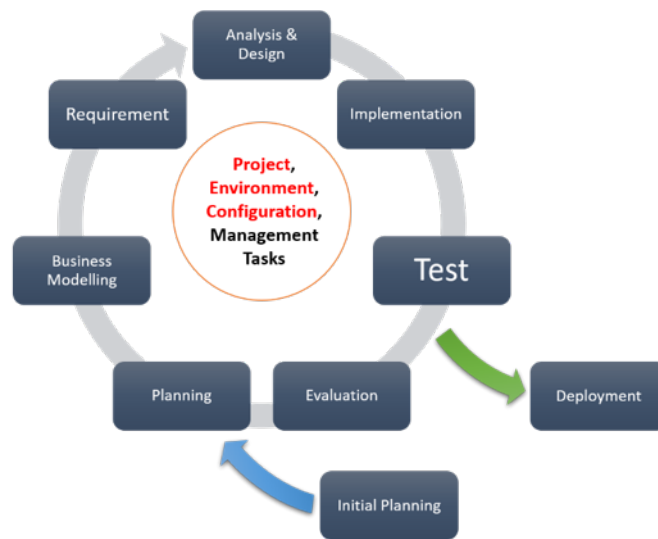 Analysis &
Design
Requirement
Implementation
Project,
Environment,
Configuration,
Management
Tasks
Business
Modelling
Test
Planning
Evaluation
Deployment
Initial Planning